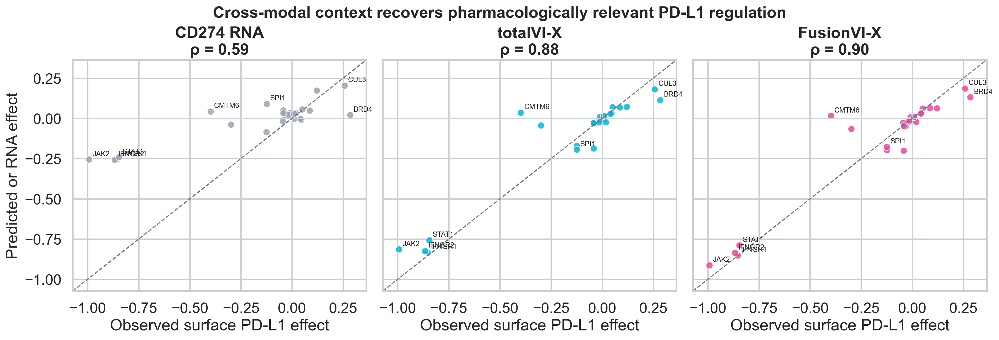 Cross-modal context recovers pharmacologically relevant PD-L1 regulation
CD274 RNA
ρ = 0.59
Predicted or RNA effect
0.25
0.00
−0.25
−0.50
−0.75
−1.00
CUL3
SPI1
CMTM6
BRD4
STAT1
JAK2
IFNGR2
IFNGR1
−1.00
−0.75
−0.50
−0.25
0.00
0.25
Observed surface PD-L1 effect
totalVI-X
ρ = 0.88
CUL3
BRD4
CMTM6
SPI1
STAT1
JAK2
IFNGR2
IFNGR1
−1.00
−0.75
−0.50
−0.25
0.00
0.25
Observed surface PD-L1 effect
FusionVI-X
ρ = 0.90
CUL3
BRD4
CMTM6
SPI1
STAT1
IFNGR2
IFNGR1
JAK2
−1.00
−0.75
−0.50
−0.25
0.00
0.25
Observed surface PD-L1 effect